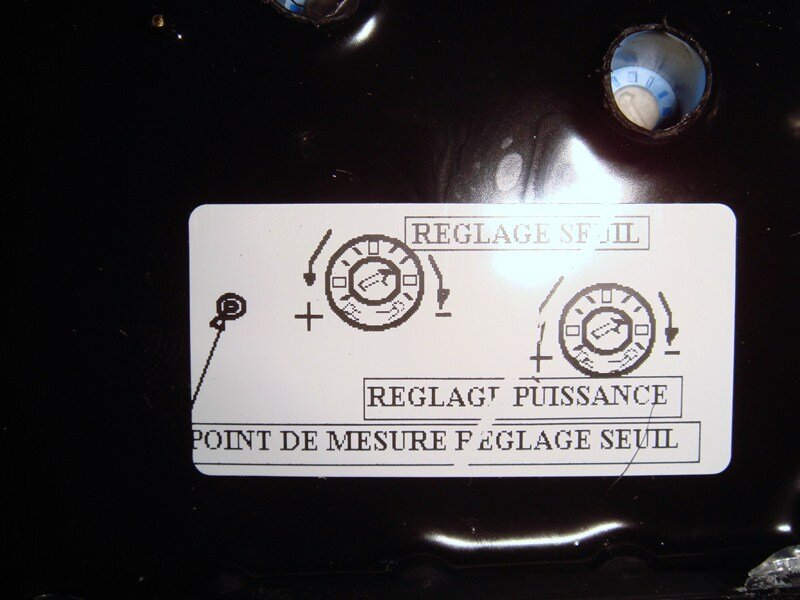 REGLAGE SEUIL
+ -
+ -
REGLAGE PUISSANCE
POINT DE MESURE REGLAGE SEUIL